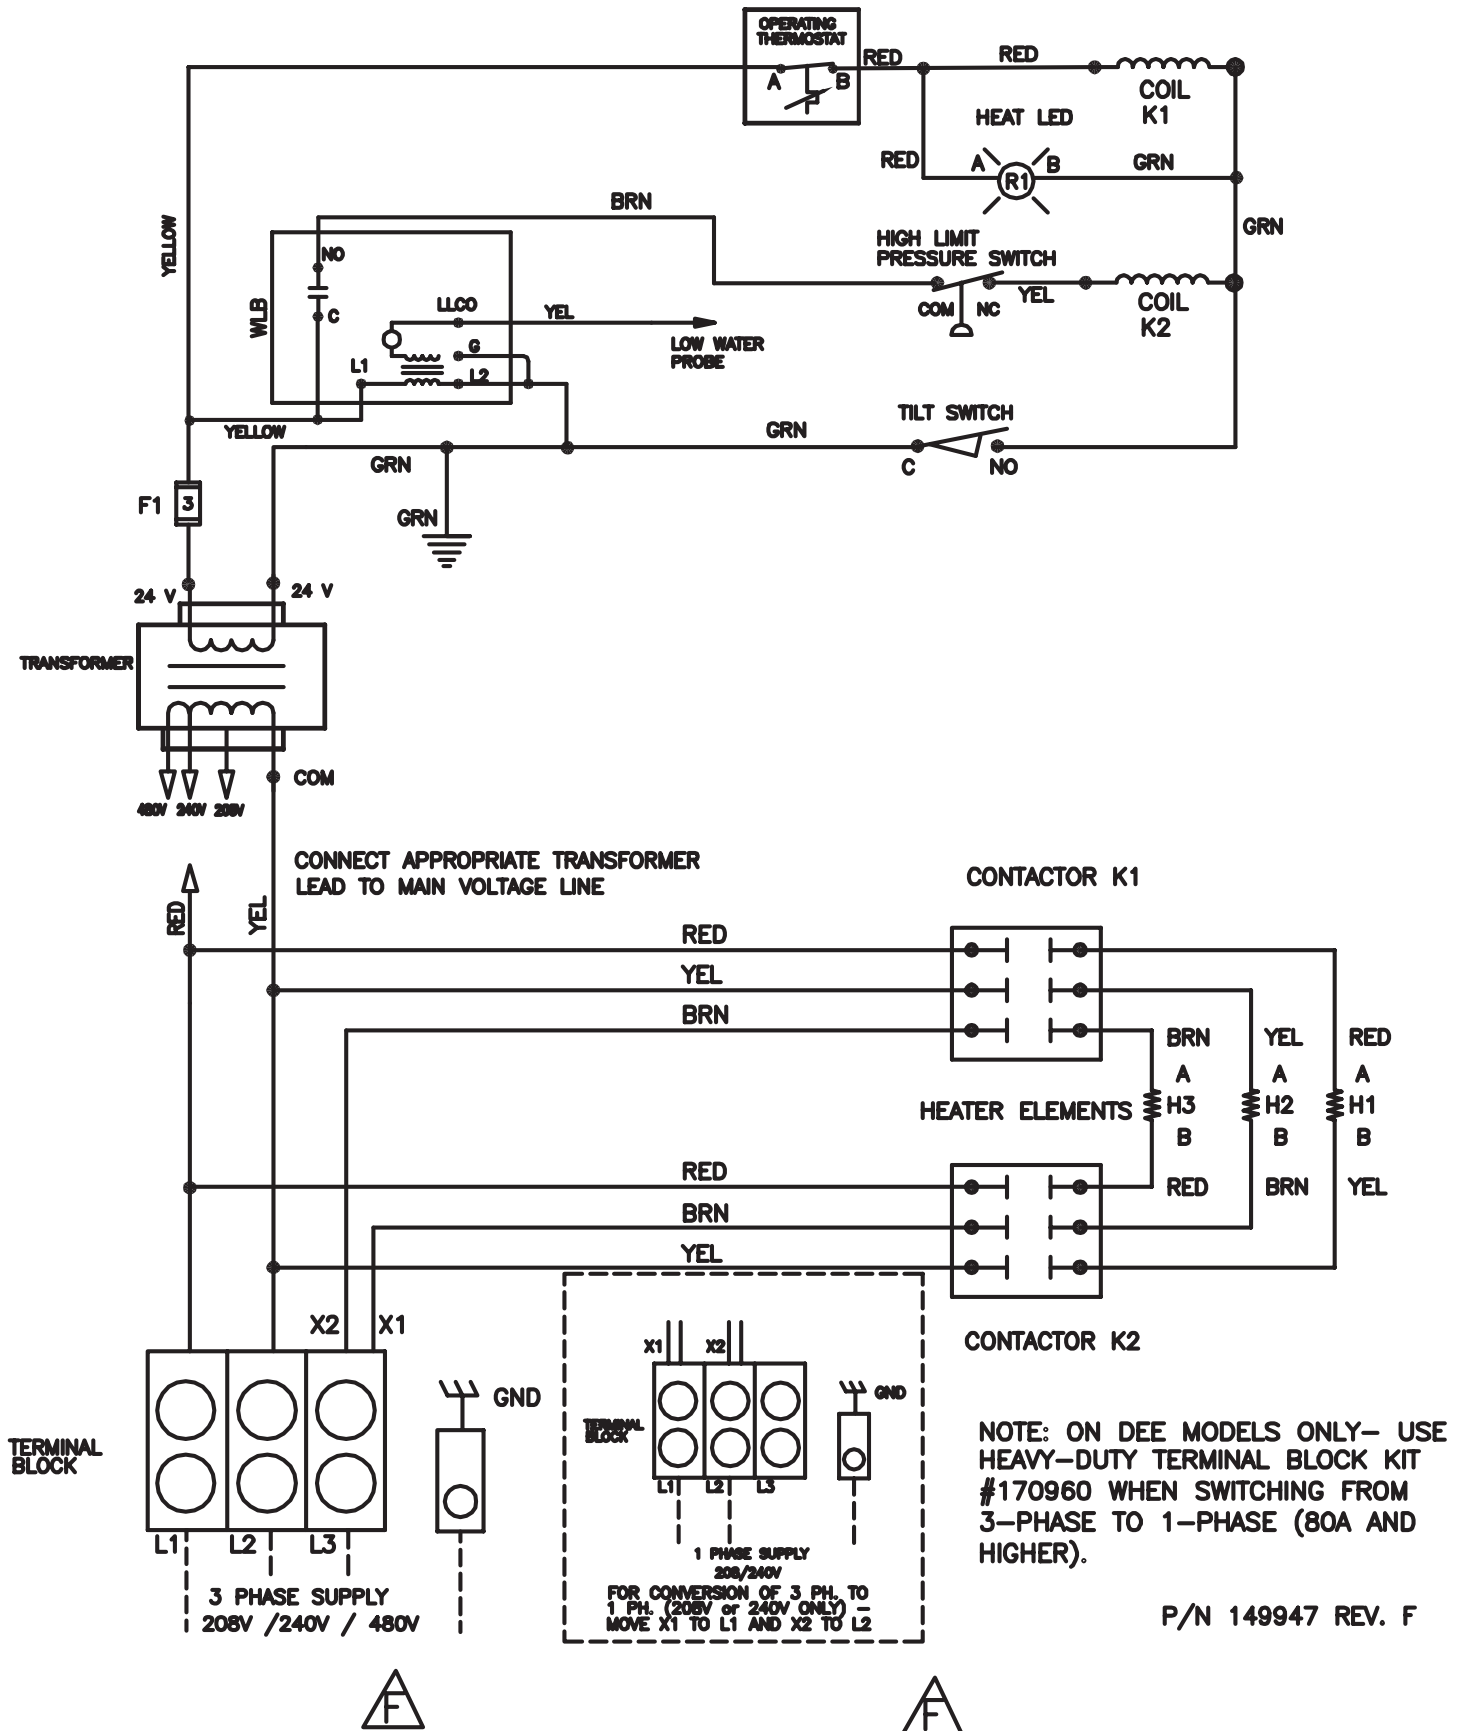 OPERATING
THERMOSTAT
A
B
RED
RED
COIL
K1
HEAT LED
RED
A
R1
B
GRN
GRN
YELLOW
BRN
WLB
NO
C
LLCO
YEL
LOW WATER
PROBE
G
L1
L2
HIGH LIMIT
PRESSURE SWITCH
COM
NC
YEL
COIL
K2
YELLOW
GRN
GRN
GRN
TILT SWITCH
C
NO
F1
3
24 V
24 V
TRANSFORMER
480V
240V
208V
COM
CONNECT APPROPRIATE TRANSFORMER
LEAD TO MAIN VOLTAGE LINE
RED
YEL
CONTACTOR K1
RED
YEL
BRN
BRN
YEL
RED
A
A
A
HEATER ELEMENTS
H3
H2
H1
B
B
B
RED
BRN
YEL
RED
BRN
YEL
CONTACTOR K2
X2
X1
TERMINAL
BLOCK
GND
L1
L2
L3
3 PHASE SUPPLY
208V /240V / 480V
X1
X2
TERMINAL
BLOCK
GND
L1
L2
L3
1 PHASE SUPPLY
208/240V
FOR CONVERSION OF 3 PH. TO
1 PH. (208V or 240V ONLY) –
MOVE X1 TO L1 AND X2 TO L2
NOTE: ON DEE MODELS ONLY– USE
HEAVY–DUTY TERMINAL BLOCK KIT
#170960 WHEN SWITCHING FROM
3–PHASE TO 1–PHASE (80A AND
HIGHER).
P/N 149947 REV. F
F
F